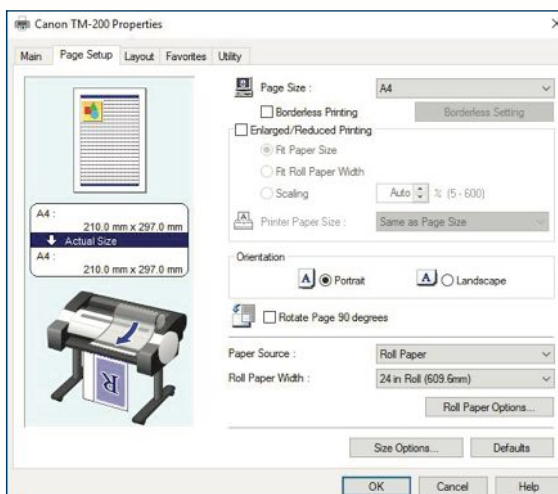 Canon TM-200 Properties
Main Page Setup Layout Favorites Utility
Page Size : A4
Borderless Printing Borderless Setting
Enlarged/Reduced Printing
Fit Paper Size
Fit Roll Paper Width
Scaling Auto % (5 - 600)
Printer Paper Size : Same as Page Size
A4 :
210.0 mm x 297.0 mm
Actual Size
A4 :
210.0 mm x 297.0 mm
Orientation
A Portrait A Landscape
Rotate Page 90 degrees
Paper Source : Roll Paper
Roll Paper Width : 24 in Roll (609.6mm)
Roll Paper Options...
Size Options... Defaults
OK Cancel Help
R